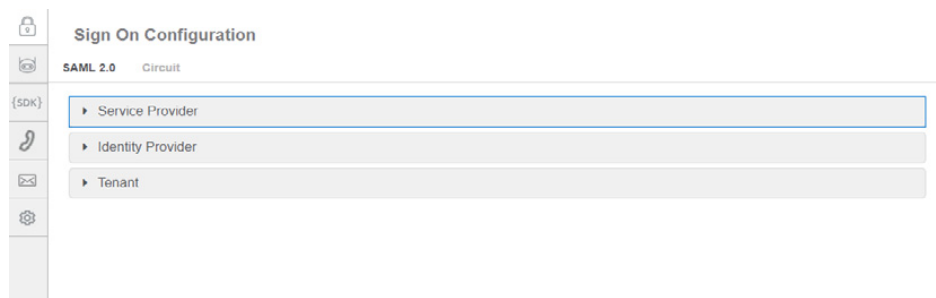 Sign On Configuration
SAML 2.0 Circuit
{SDK}
Service Provider
Identity Provider
Tenant